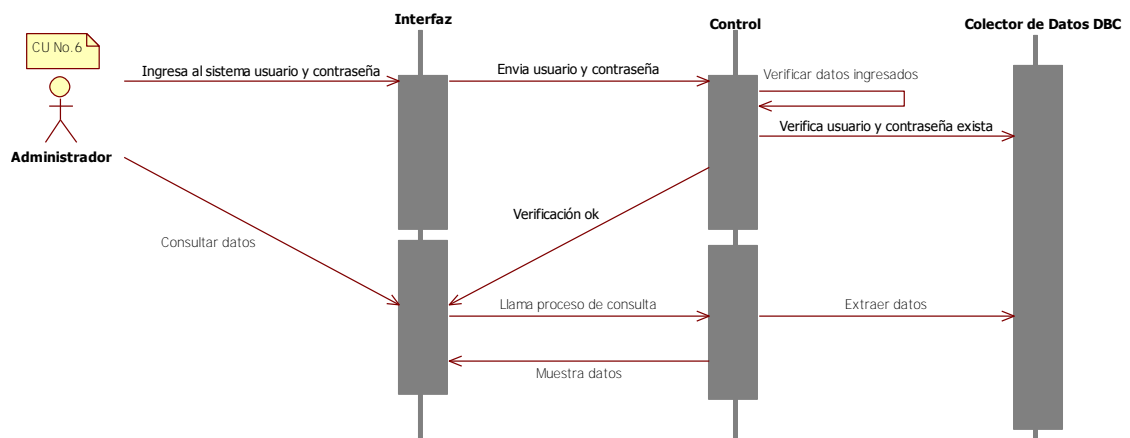 Interfaz
Control
Colector de Datos DBC
CU No.6
Ingresa al sistema usuario y contraseña
Envia usuario y contraseña
Verificar datos ingresados
Verifica usuario y contraseña exista
Administrador
Verificación ok
Consultar datos
Llama proceso de consulta
Extraer datos
Muestra datos